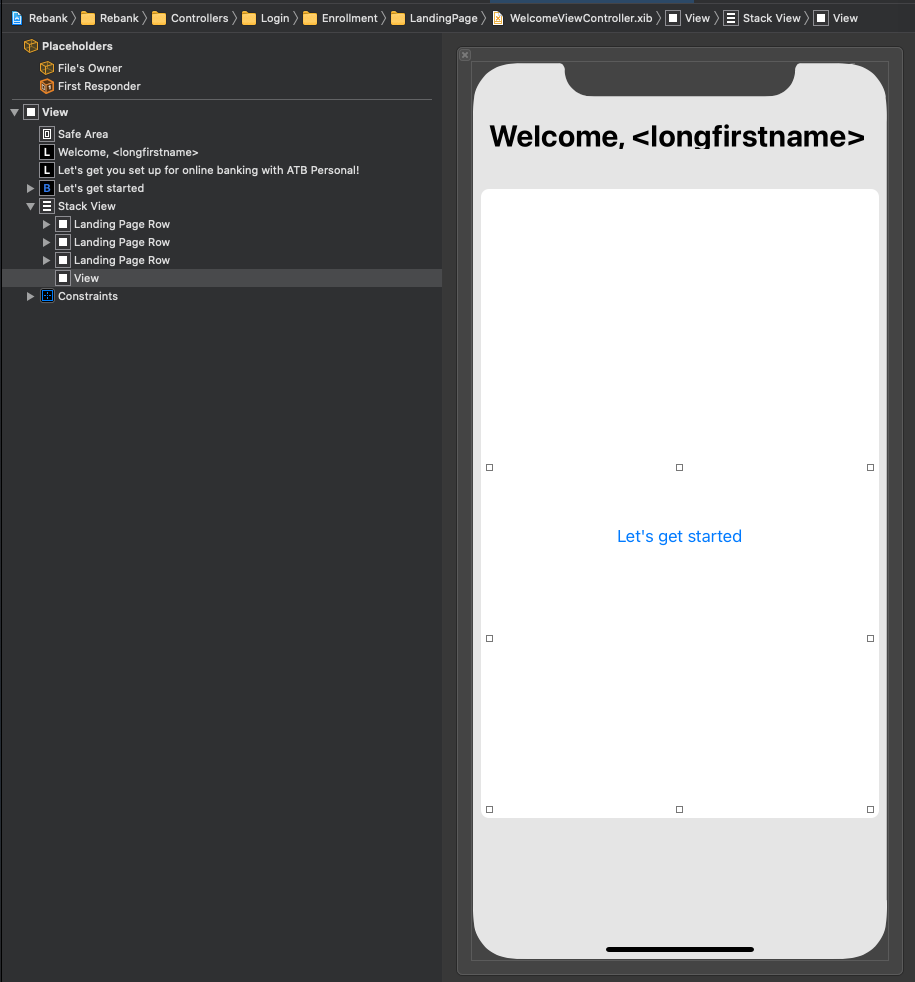 Rebank Rebank Controllers Login Enrollment LandingPage WelcomeViewController.xib View Stack View View
Placeholders
File's Owner
First Responder
View
Safe Area
L Welcome, <longfirstname>
L Let's get you set up for online banking with ATB Personal!
B Let's get started
Stack View
Landing Page Row
Landing Page Row
Landing Page Row
View
Constraints
Welcome, <longfirstname>
Let's get started